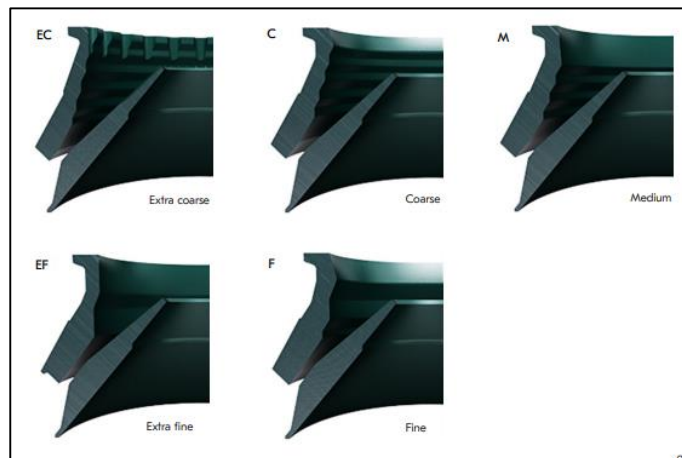 EC
C
M
Extra coarse
Coarse
Medium
EF
F
Extra fine
Fine